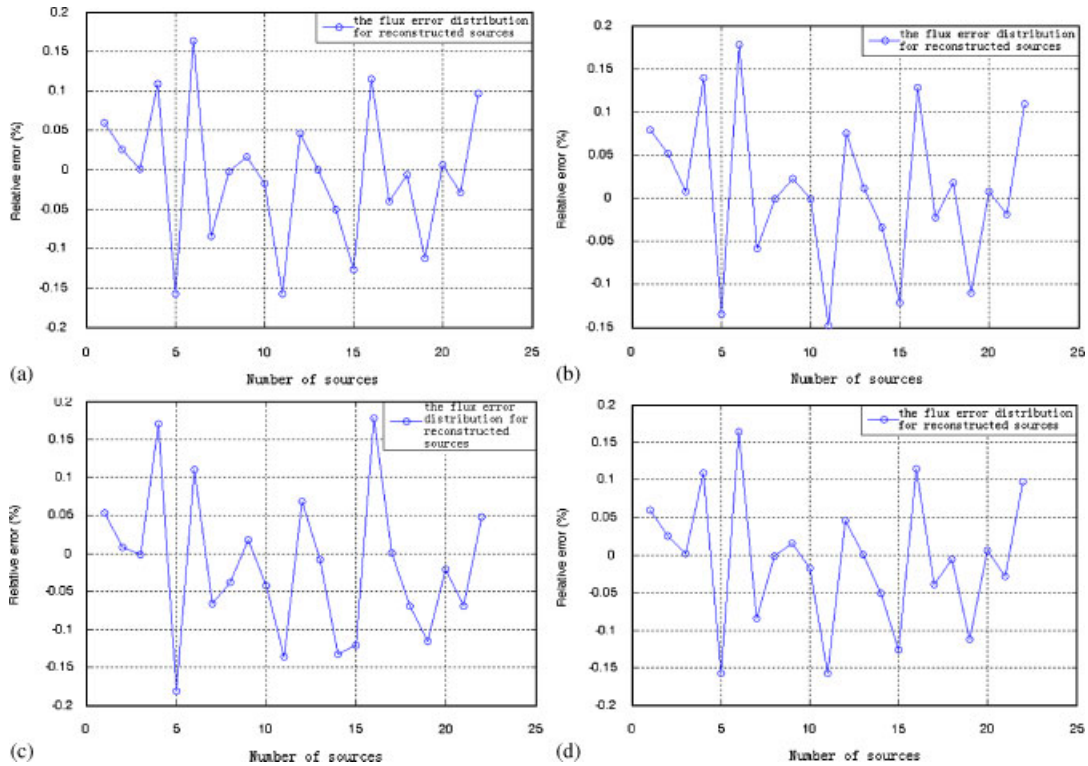 0.2
0.15
0.1
0.05
0
-0.05
-0.1
-0.15
-0.2
Relative error (%)
the flux error distribution
for reconstructed sources
0 5 10 15 20 25
Number of sources
(a)
0.2
0.15
0.1
0.05
0
-0.05
-0.1
-0.15
Relative error (%)
the flux error distribution
for reconstructed sources
0 5 10 15 20 25
Number of sources
(b)
0.2
0.15
0.1
0.05
0
-0.05
-0.1
-0.15
-0.2
Relative error (%)
the flux error
distribution for
reconstructed
sources
0 5 10 15 20 25
Number of sources
(c)
0.2
0.15
0.1
0.05
0
-0.05
-0.1
-0.15
-0.2
Relative error (%)
the flux error distribution
for reconstructed sources
0 5 10 15 20 25
Number of sources
(d)